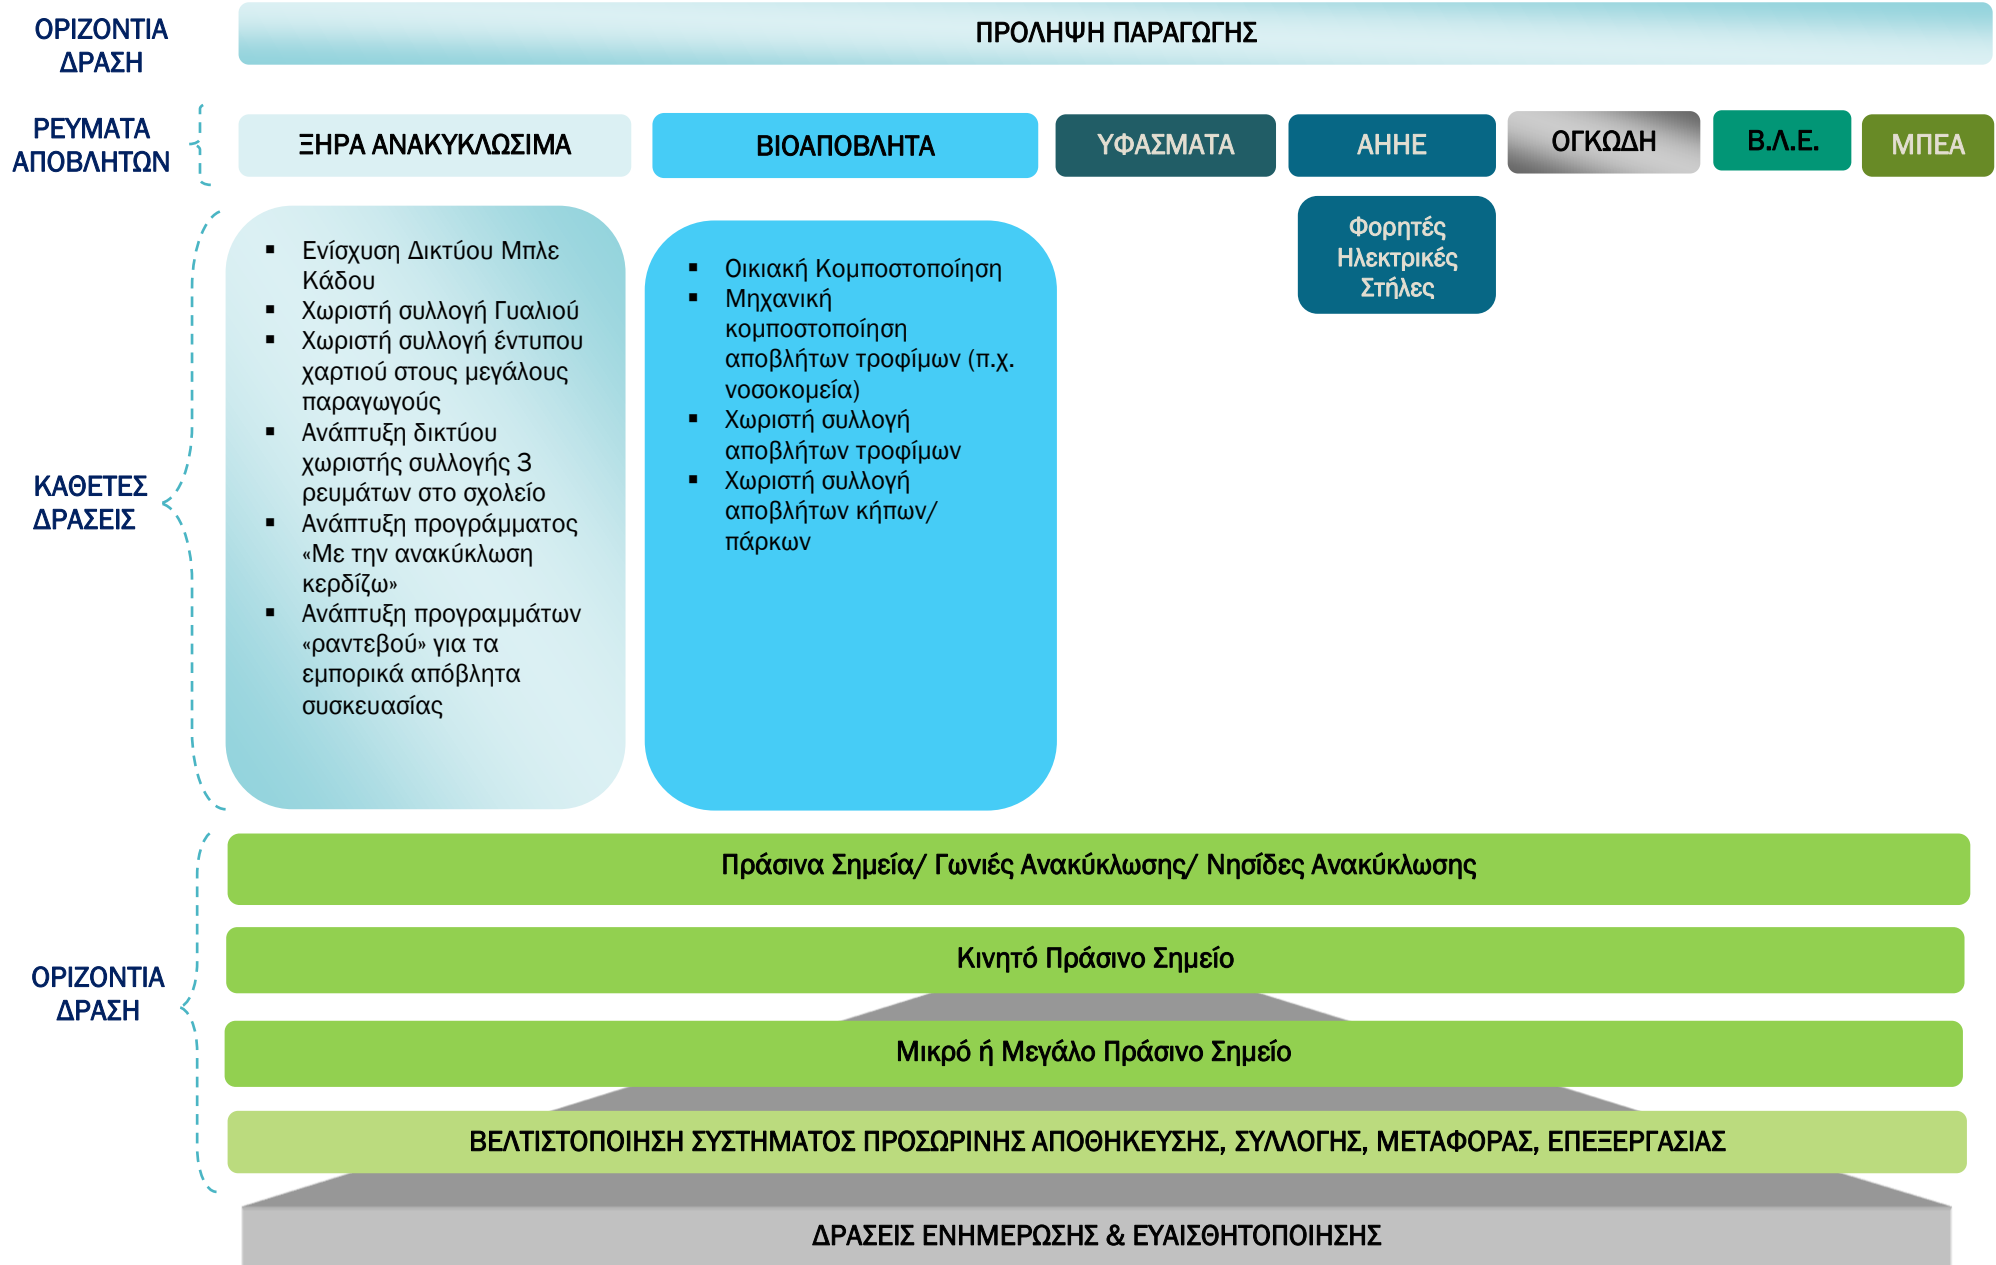 ΟΡΙΖΟΝΤΙΑ
ΔΡΑΣΗ
ΠΡΟΛΗΨΗ ΠΑΡΑΓΩΓΗΣ
ΡΕΥΜΑΤΑ
ΑΠΟΒΛΗΤΩΝ
ΞΗΡΑ ΑΝΑΚΥΚΛΩΣΙΜΑ
ΒΙΟΑΠΟΒΛΗΤΑ
ΥΦΑΣΜΑΤΑ
ΑΗΗΕ
ΟΓΚΩΔΗ
Β.Λ.Ε.
ΜΠΕΑ
ΚΑΘΕΤΕΣ
ΔΡΑΣΕΙΣ
▪ Ενίσχυση Δικτύου Μπλε
Κάδου
▪ Χωριστή συλλογή Γυαλιού
▪ Χωριστή συλλογή έντυπου
χαρτιού στους μεγάλους
παραγωγούς
▪ Ανάπτυξη δικτύου
χωριστής συλλογής 3
ρευμάτων στο σχολείο
▪ Ανάπτυξη προγράμματος
«Με την ανακύκλωση
κερδίζω»
▪ Ανάπτυξη προγραμμάτων
«ραντεβού» για τα
εμπορικά απόβλητα
συσκευασίας
▪ Οικιακή Κομποστοποίηση
▪ Μηχανική
κομποστοποίηση
αποβλήτων τροφίμων (π.χ.
νοσοκομεία)
▪ Χωριστή συλλογή
αποβλήτων τροφίμων
▪ Χωριστή συλλογή
αποβλήτων κήπων/
πάρκων
Φορητές
Ηλεκτρικές
Στήλες
ΟΡΙΖΟΝΤΙΑ
ΔΡΑΣΗ
Πράσινα Σημεία/ Γωνιές Ανακύκλωσης/ Νησίδες Ανακύκλωσης
Κινητό Πράσινο Σημείο
Μικρό ή Μεγάλο Πράσινο Σημείο
ΒΕΛΤΙΣΤΟΠΟΙΗΣΗ ΣΥΣΤΗΜΑΤΟΣ ΠΡΟΣΩΡΙΝΗΣ ΑΠΟΘΗΚΕΥΣΗΣ, ΣΥΛΛΟΓΗΣ, ΜΕΤΑΦΟΡΑΣ, ΕΠΕΞΕΡΓΑΣΙΑΣ
ΔΡΑΣΕΙΣ ΕΝΗΜΕΡΩΣΗΣ & ΕΥΑΙΣΘΗΤΟΠΟΙΗΣΗΣ